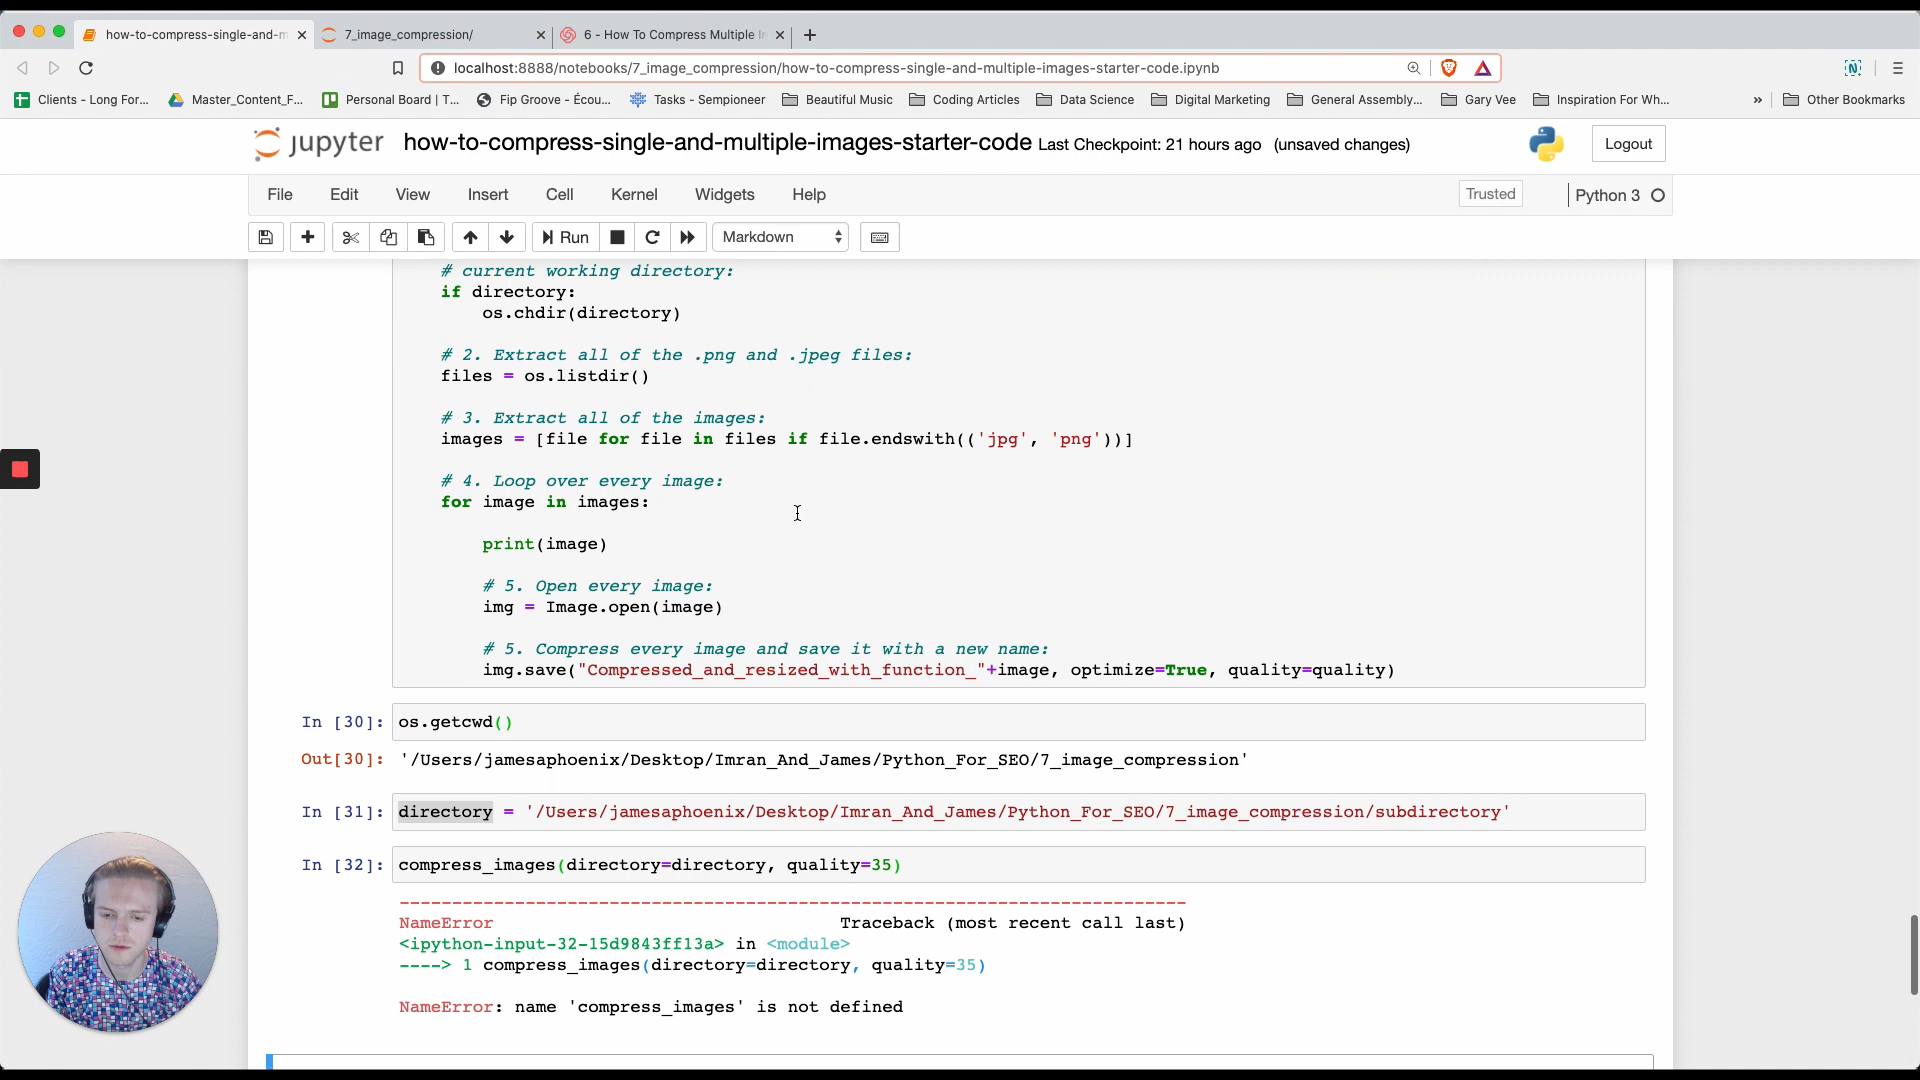 how-to-compress-single-and-m
7_image_compression/
6 - How To Compress Multiple I
localhost:8888/notebooks/7_image_compression/how-to-compress-single-and-multiple-images-starter-code.ipynb
Clients - Long For...
Master_Content_F...
Personal Board | T...
Fip Groove - Écou...
Tasks - Sempioneer
Beautiful Music
Coding Articles
Data Science
Digital Marketing
General Assembly...
Gary Vee
Inspiration For Wh...
»
Other Bookmarks
jupyter how-to-compress-single-and-multiple-images-starter-code Last Checkpoint: 21 hours ago (unsaved changes)
Logout
File Edit View Insert Cell Kernel Widgets Help
Trusted
Python 3
Run
Markdown
# current working directory:
if directory:
os.chdir(directory)
# 2. Extract all of the .png and .jpeg files:
files = os.listdir()
# 3. Extract all of the images:
images = [file for file in files if file.endswith(('jpg', 'png'))]
# 4. Loop over every image:
for image in images:
print(image)
# 5. Open every image:
img = Image.open(image)
# 5. Compress every image and save it with a new name:
img.save("Compressed_and_resized_with_function_"+image, optimize=True, quality=quality)
In [30]: os.getcwd()
Out[30]: '/Users/jamesaphoenix/Desktop/Imran_And_James/Python_For_SEO/7_image_compression'
In [31]: directory = '/Users/jamesaphoenix/Desktop/Imran_And_James/Python_For_SEO/7_image_compression/subdirectory'
In [32]: compress_images(directory=directory, quality=35)
---------------------------------------------------------------------------
NameError Traceback (most recent call last)
<ipython-input-32-15d9843ff13a> in <module>
----> 1 compress_images(directory=directory, quality=35)
NameError: name 'compress_images' is not defined